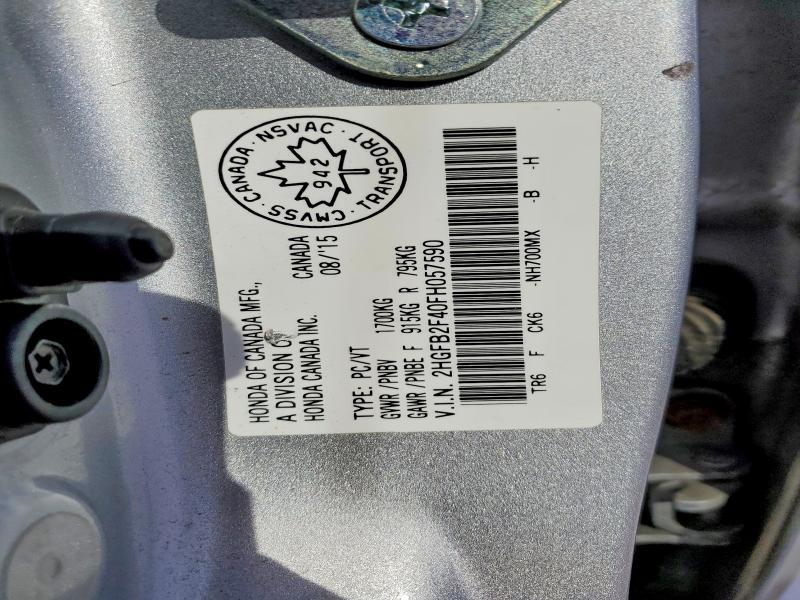 CANADA · NSVAC · TRANSPORT · CMVSS ·
942
HONDA OF CANADA MFG.,
A DIVISION OF
HONDA CANADA INC.
CANADA
08/'15
TYPE: PC/VT
GVWR /PNBV 1700KG
GAWR /PNBE F 915KG R 795KG
V.I.N. 2HGFB2F40FH057590
TR6 F CK6 -NH700MX -B -H